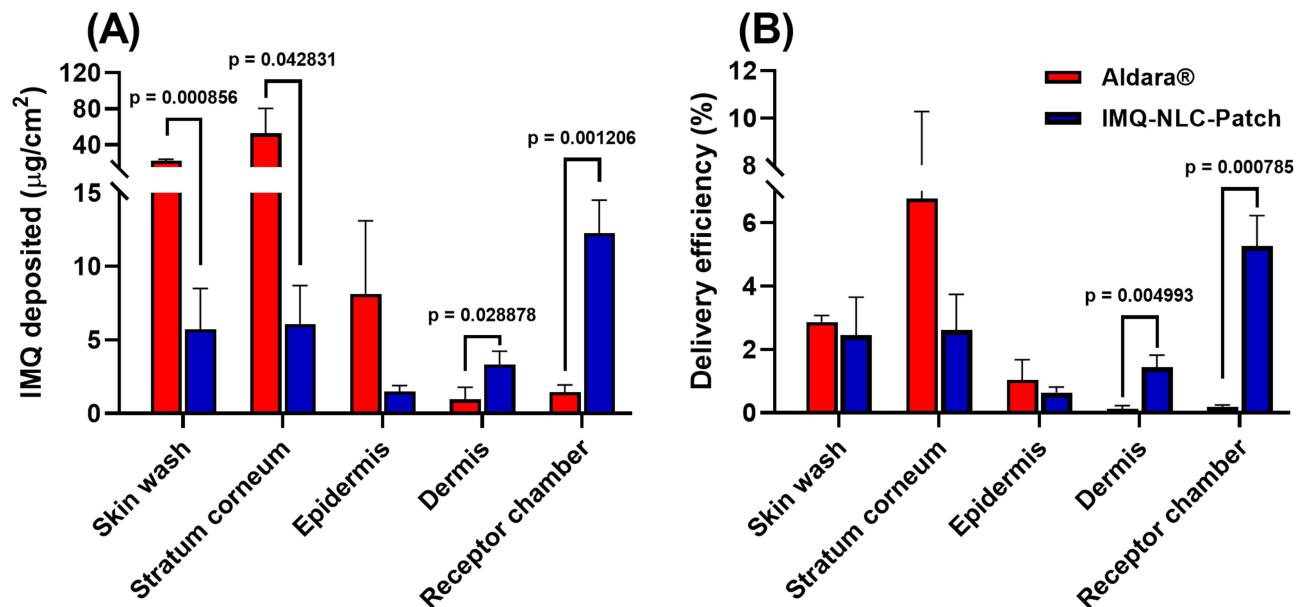 (A)
p = 0.042831
p = 0.000856
p = 0.001206
p = 0.028878
IMQ deposited (μg/cm²)
120
80
40
15
10
5
0
Skin wash
Stratum corneum
Epidermis
Dermis
Receptor chamber
(B)
Aldara®
IMQ-NLC-Patch
p = 0.000785
p = 0.004993
Delivery efficiency (%)
12
10
8
6
4
2
0
Skin wash
Stratum corneum
Epidermis
Dermis
Receptor chamber